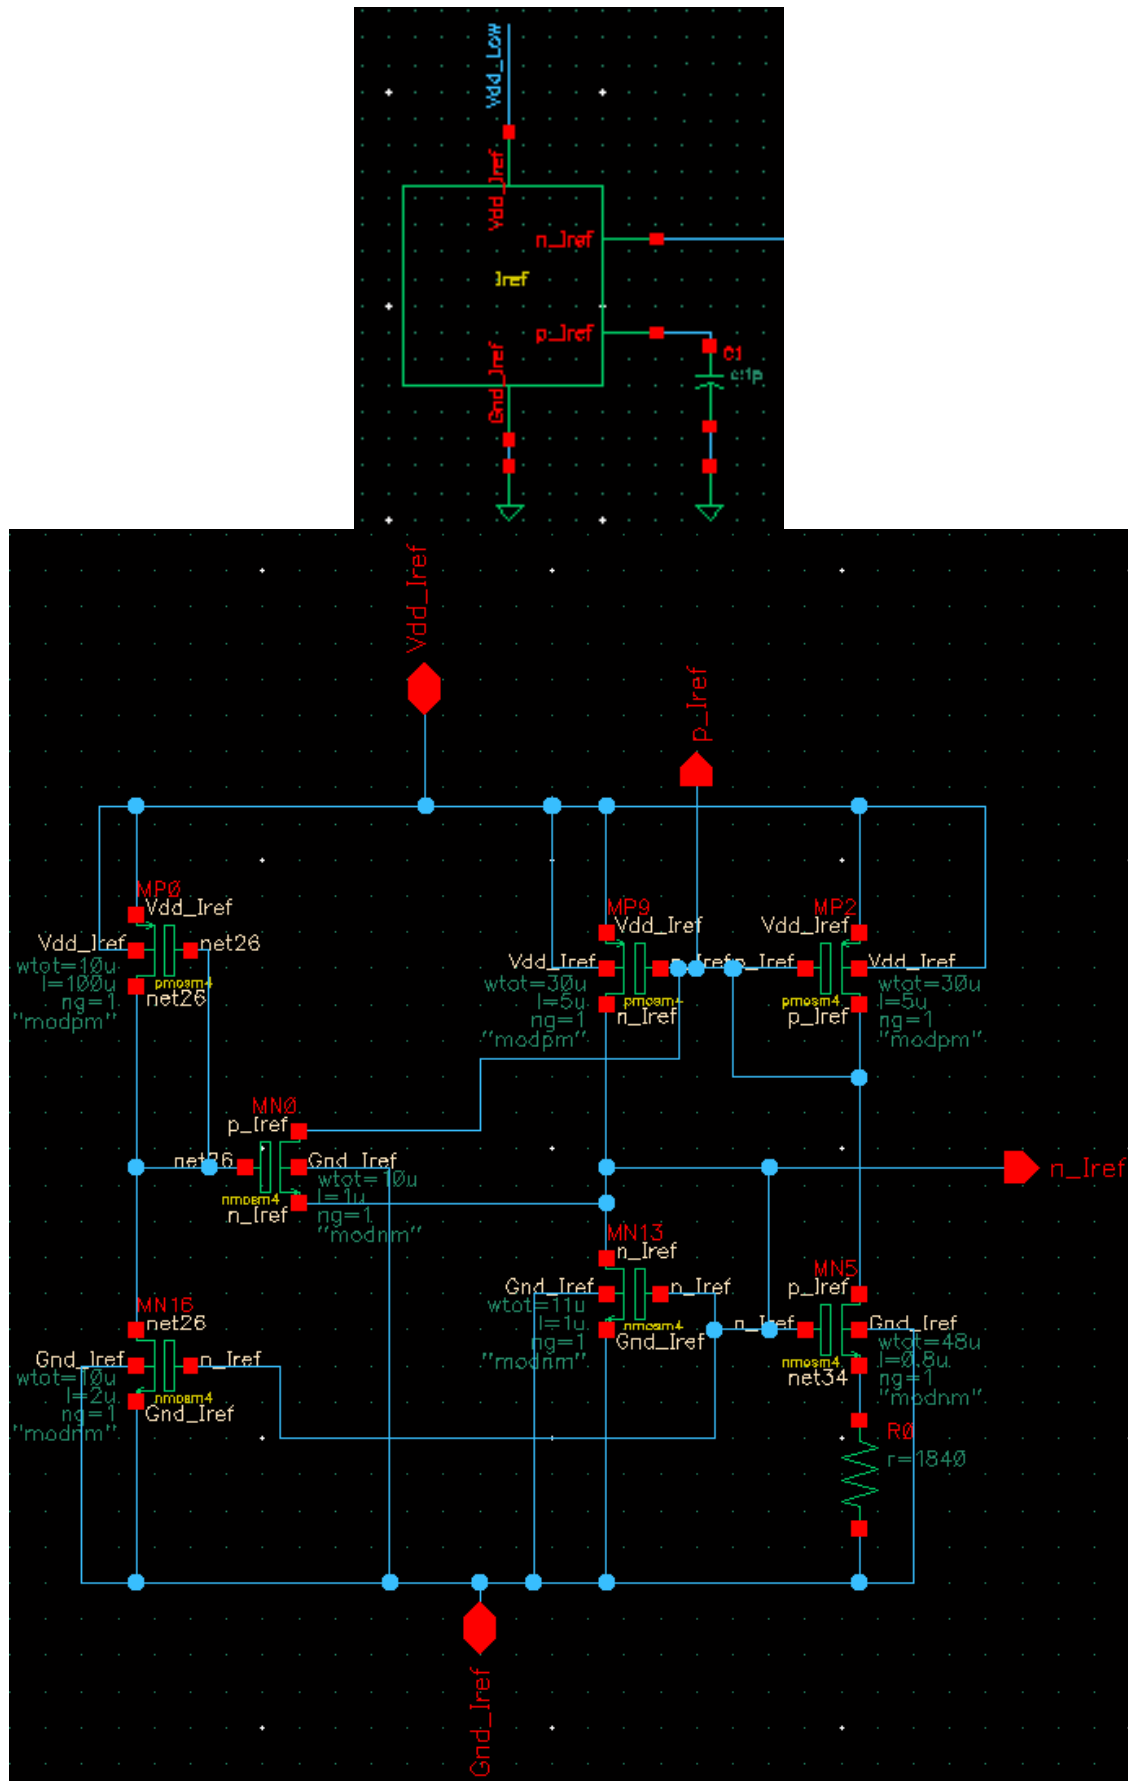 Vdd_Low
Vdd_Iref
n_Iref
Iref
p_Iref
Gnd_Iref
C1
c:1p
Vdd_Iref
p_Iref
MP0
Vdd_Iref
Vdd_Iref
net26
wtot=10u
l=100u
ng=1
pmosm4
net26
"modpm"
MP9
Vdd_Iref
Vdd_Iref
wtot=30u
l=5u
ng=1
pmosm4
n_Iref
"modpm"
MP2
Vdd_Iref
p_Iref
Vdd_Iref
wtot=30u
l=5u
ng=1
pmosm4
p_Iref
"modpm"
MN0
p_Iref
net26
Gnd_Iref
wtot=10u
l=1u
ng=1
nmosm4
n_Iref
"modnm"
n_Iref
MN13
n_Iref
Gnd_Iref
n_Iref
wtot=11u
l=1u
ng=1
nmosm4
Gnd_Iref
"modnm"
MN5
p_Iref
n_Iref
Gnd_Iref
wtot=48u
l=0.8u
ng=1
nmosm4
net34
"modnm"
MN16
net26
Gnd_Iref
n_Iref
wtot=10u
l=2u
ng=1
nmosm4
Gnd_Iref
"modnm"
R0
r=1840
Gnd_Iref